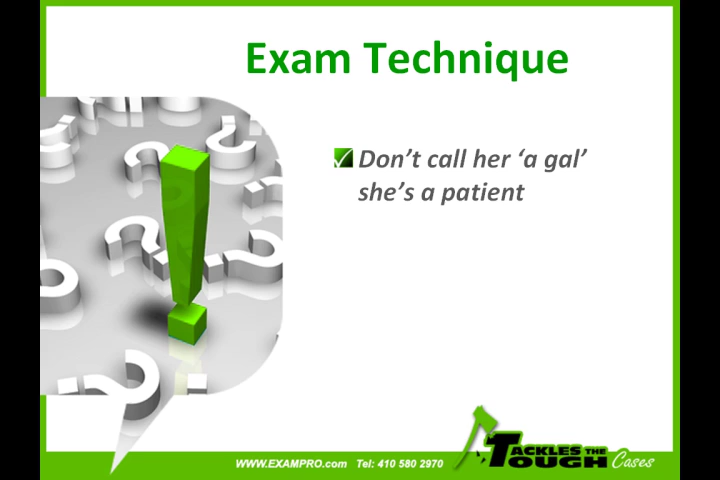 Exam Technique
Don't call her 'a gal'
she's a patient
WWW.EXAMPRO.com Tel: 410 580 2970
TACKLES THE
TOUGH Cases